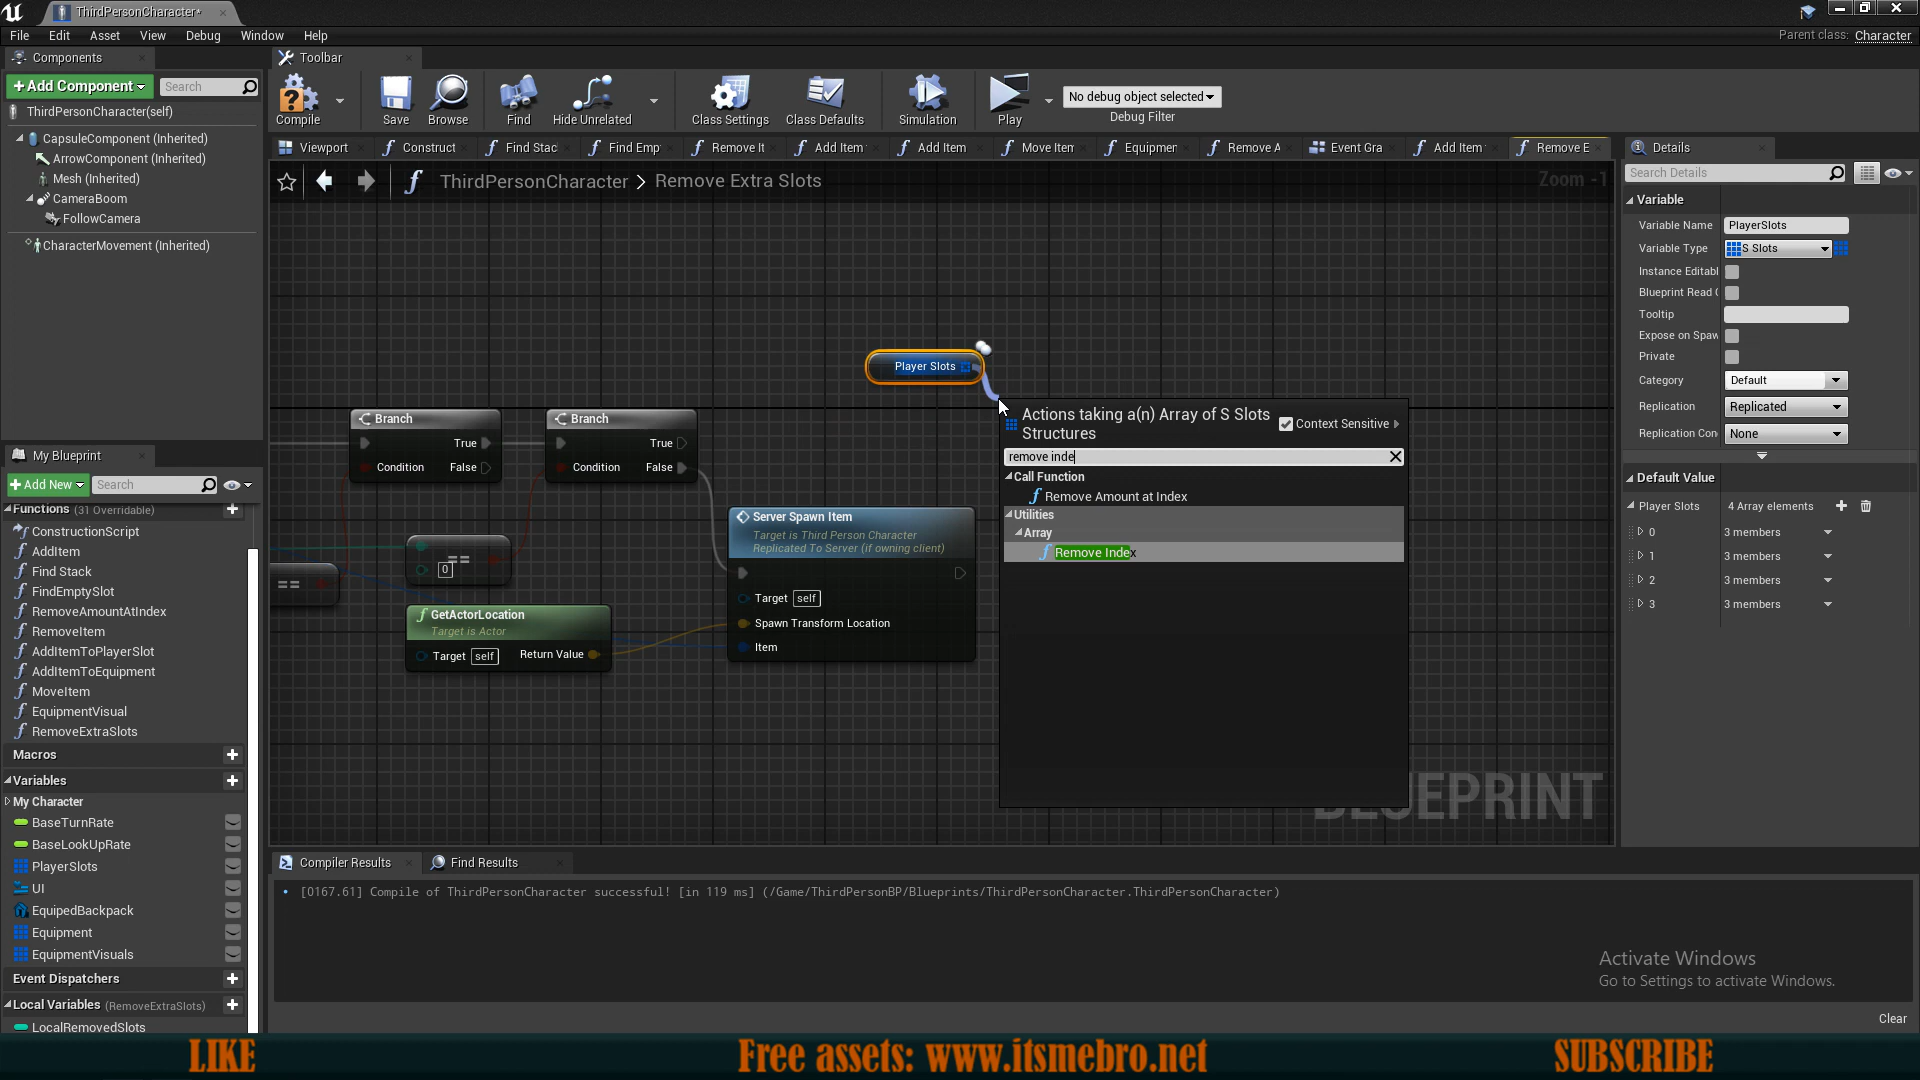 ThirdPersonCharacter*
File Edit Asset View Debug Window Help
Parent class: Character
Components
Toolbar
+Add Component
Search
ThirdPersonCharacter(self)
CapsuleComponent (Inherited)
ArrowComponent (Inherited)
Mesh (Inherited)
CameraBoom
FollowCamera
CharacterMovement (Inherited)
Compile
Save
Browse
Find
Hide Unrelated
Class Settings
Class Defaults
Simulation
Play
No debug object selected
Debug Filter
Viewport
Construct
Find Stac
Find Emp
Remove It
Add Item
Add Item
Move Item
Equipmen
Remove A
Event Gra
Add Item
Remove E
ThirdPersonCharacter > Remove Extra Slots
Zoom -1
Player Slots
Branch
True
Condition
False
Branch
True
Condition
False
==
==
0
GetActorLocation
Target is Actor
Target self
Return Value
Server Spawn Item
Target is Third Person Character
Replicated To Server (if owning client)
Target self
Spawn Transform Location
Item
Actions taking a(n) Array of S Slots
Structures
Context Sensitive
remove inde
Call Function
Remove Amount at Index
Utilities
Array
Remove Index
Details
Search Details
Variable
Variable Name PlayerSlots
Variable Type S Slots
Instance Editabl
Blueprint Read
Tooltip
Expose on Spaw
Private
Category Default
Replication Replicated
Replication Con None
Default Value
Player Slots 4 Array elements
0 3 members
1 3 members
2 3 members
3 3 members
My Blueprint
+Add New
Search
Functions (31 Overridable)
ConstructionScript
AddItem
Find Stack
FindEmptySlot
RemoveAmountAtIndex
RemoveItem
AddItemToPlayerSlot
AddItemToEquipment
MoveItem
EquipmentVisual
RemoveExtraSlots
Macros
Variables
My Character
BaseTurnRate
BaseLookUpRate
PlayerSlots
UI
EquipedBackpack
Equipment
EquipmentVisuals
Event Dispatchers
Local Variables (RemoveExtraSlots)
LocalRemovedSlots
Compiler Results
Find Results
[0167.61] Compile of ThirdPersonCharacter successful! [in 119 ms] (/Game/ThirdPersonBP/Blueprints/ThirdPersonCharacter.ThirdPersonCharacter)
Activate Windows
Go to Settings to activate Windows.
Clear
LIKE
Free assets: www.itsmebro.net
SUBSCRIBE